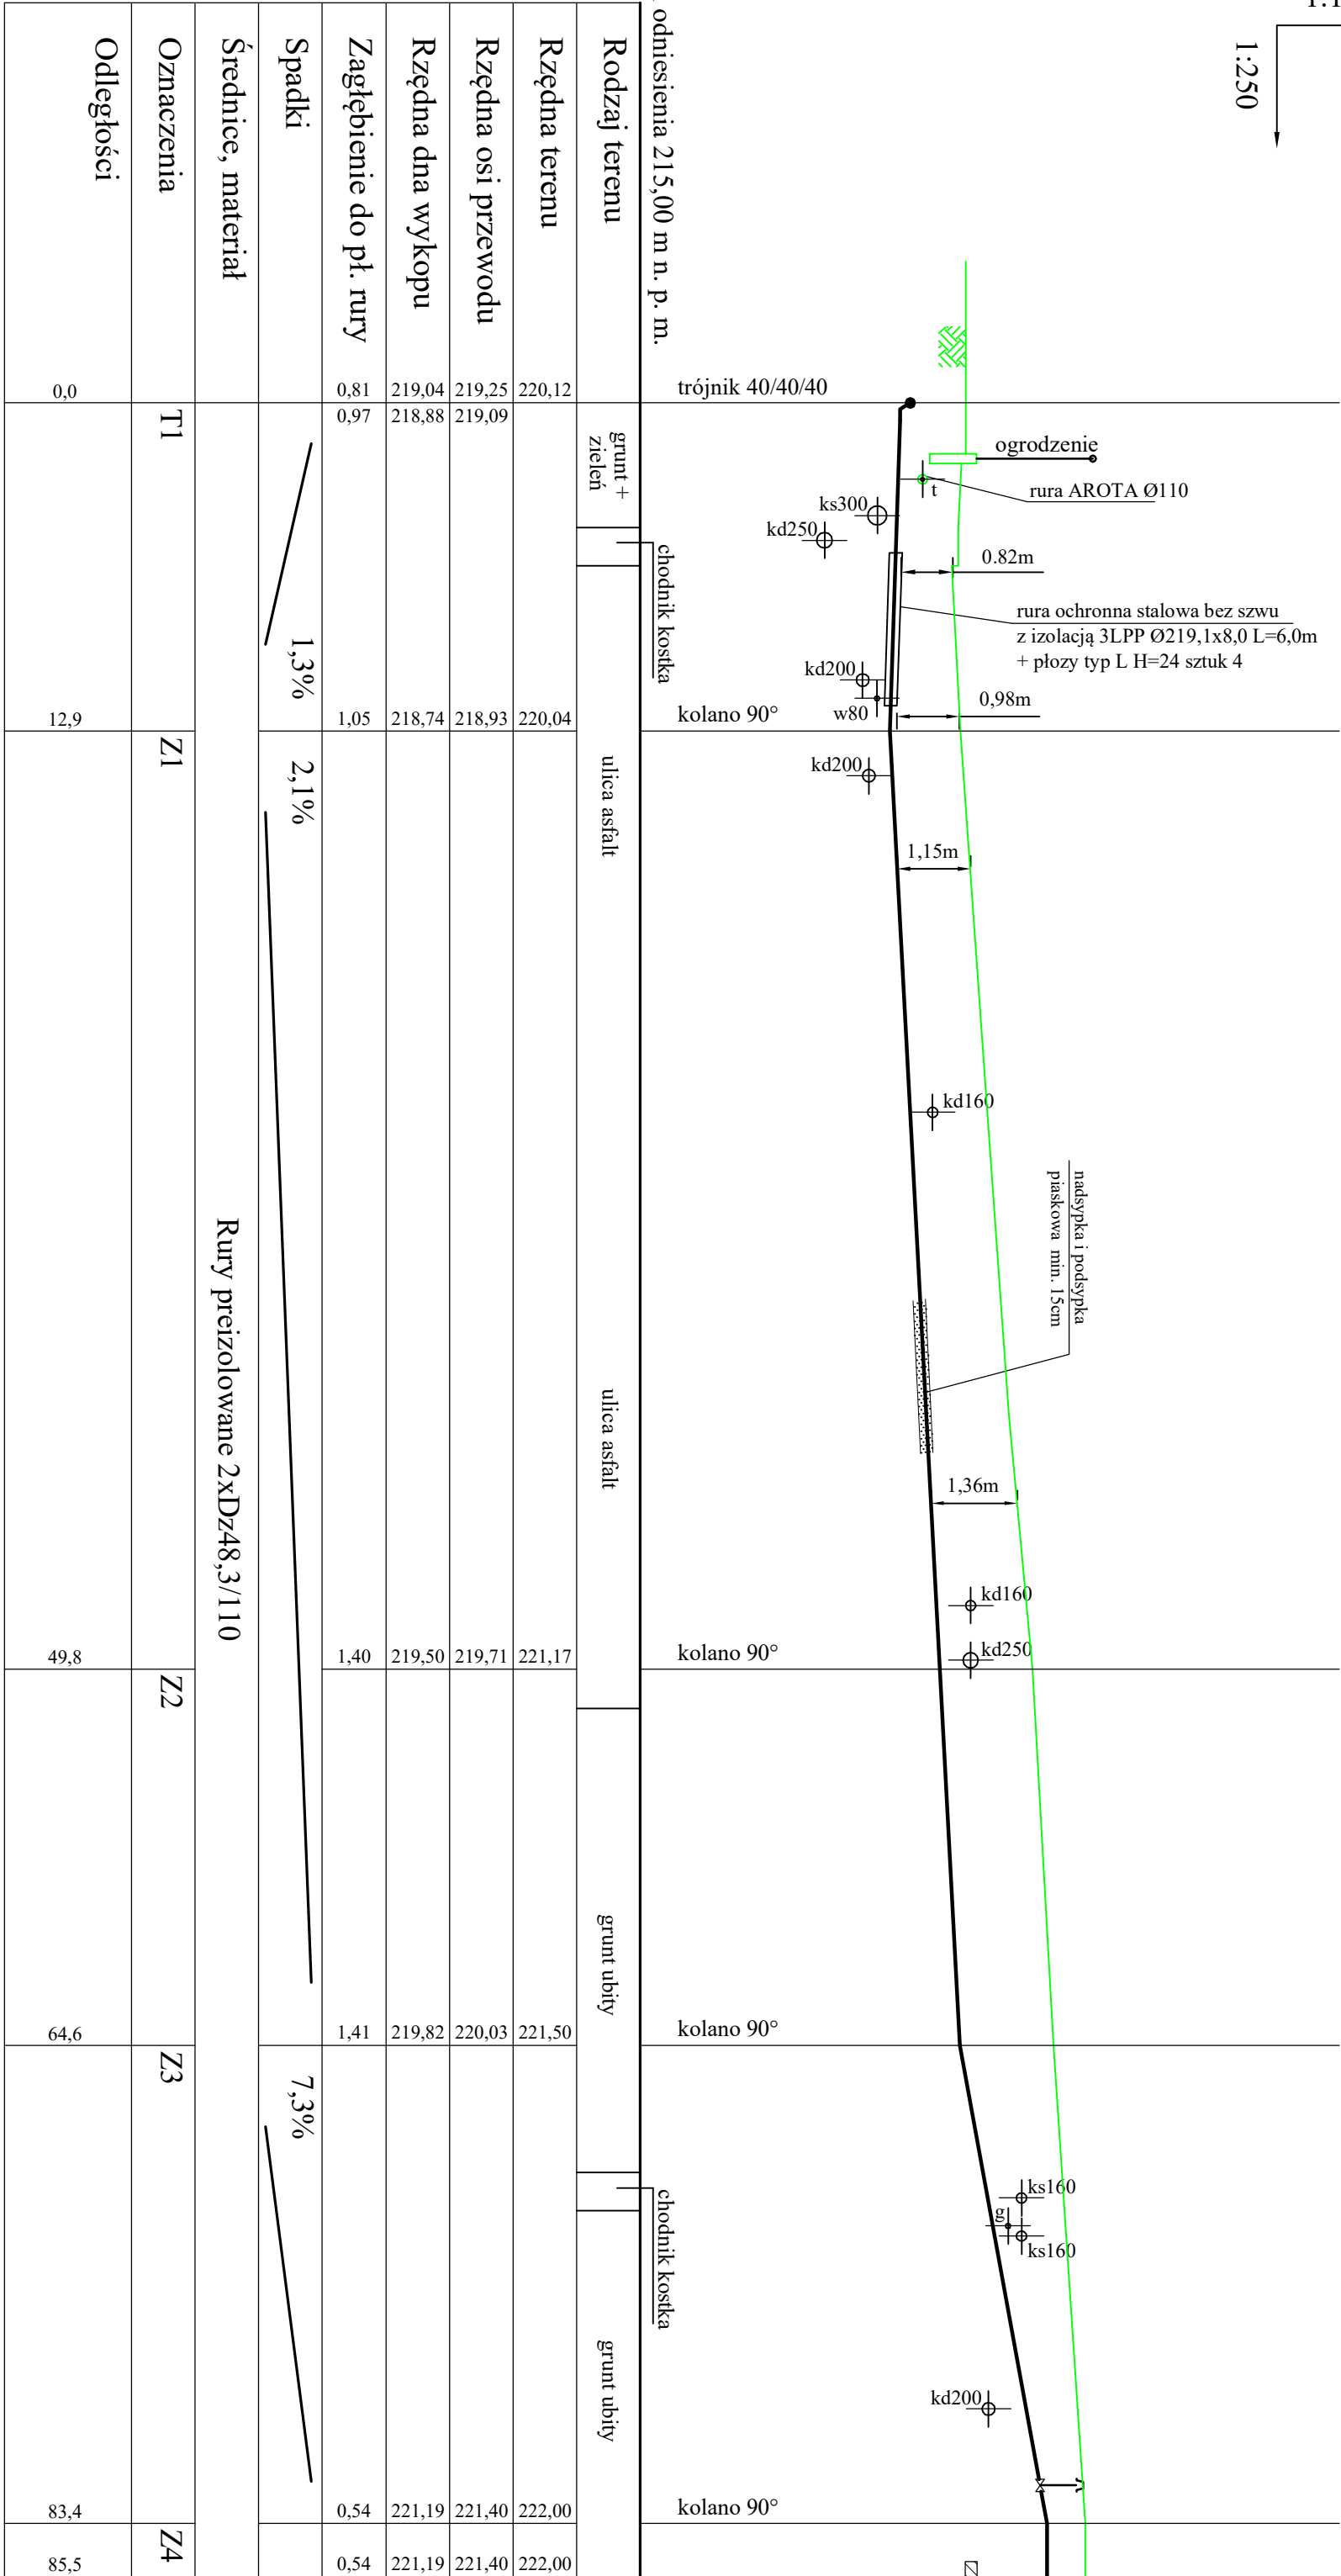 1:250
odniesienia 215,00 m n. p. m.
Rodzaj terenu
grunt +
zieleń
chodnik kostka
ulica asfalt
ulica asfalt
grunt ubity
chodnik kostka
grunt ubity
Rzędna terenu
220,12
220,04
221,17
221,50
222,00
222,00
Rzędna osi przewodu
219,25
219,09
218,93
219,71
220,03
221,40
221,40
Rzędna dna wykopu
219,04
218,88
218,74
219,50
219,82
221,19
221,19
Zagłębienie do pł. rury
0,81
0,97
1,05
1,40
1,41
0,54
0,54
Spadki
1,3%
2,1%
7,3%
Średnice, materiał
Rury preizolowane 2xDz48,3/110
Oznaczenia
T1
Z1
Z2
Z3
Z4
Odległości
0,0
12,9
49,8
64,6
83,4
85,5
trójnik 40/40/40
ogrodzenie
rura AROTA Ø110
t
ks300
kd250
0.82m
rura ochronna stalowa bez szwu
z izolacją 3LPP Ø219,1x8,0 L=6,0m
+ płozy typ L H=24 sztuk 4
kd200
w80
0,98m
kolano 90°
kd200
1,15m
kd160
nadsypka i podsypka
piaskowa min. 15cm
1,36m
kd160
kd250
kolano 90°
kolano 90°
ks160
g
ks160
kd200
kolano 90°